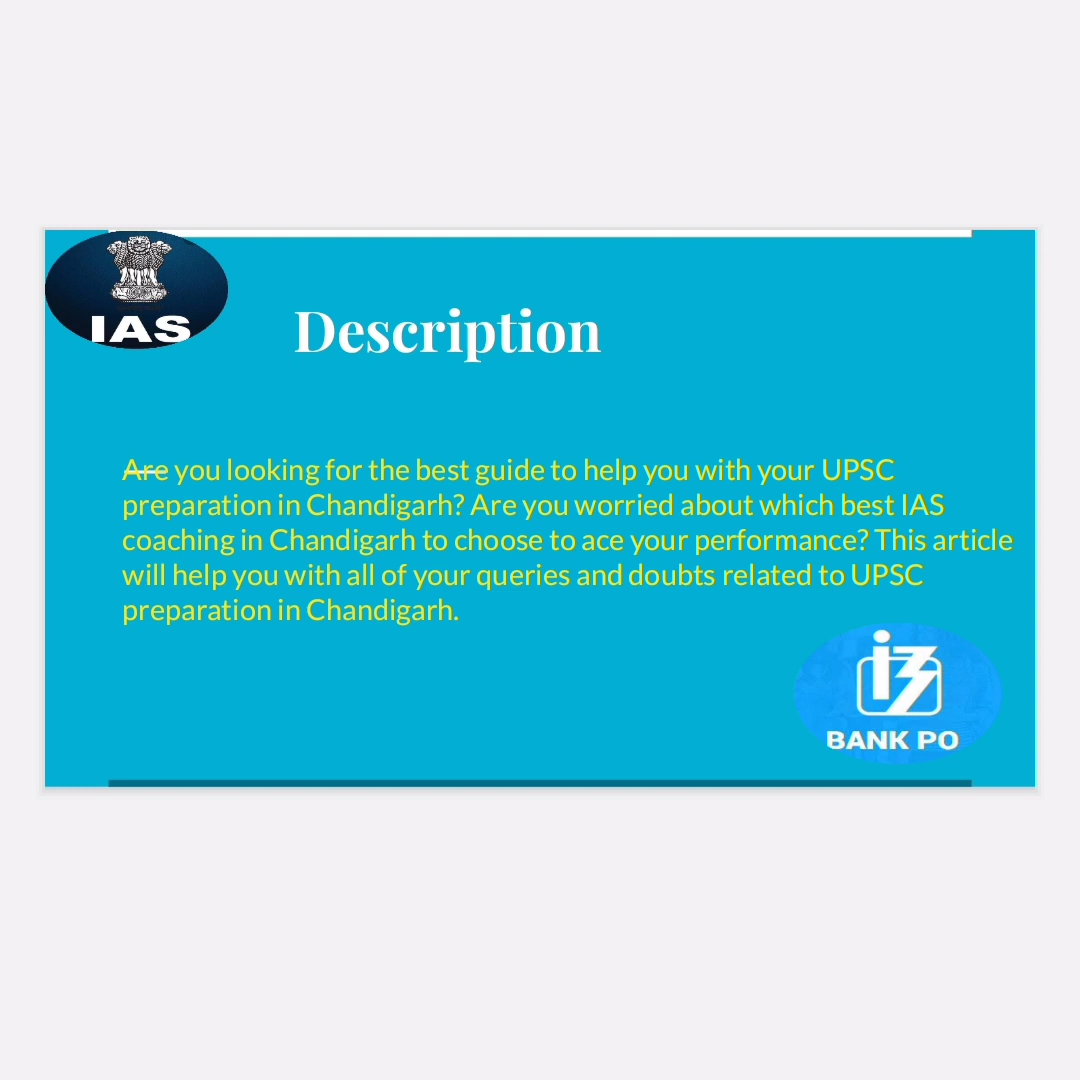 IAS
Description
Are you looking for the best guide to help you with your UPSC
preparation in Chandigarh? Are you worried about which best IAS
coaching in Chandigarh to choose to ace your performance? This article
will help you with all of your queries and doubts related to UPSC
preparation in Chandigarh.
BANK PO